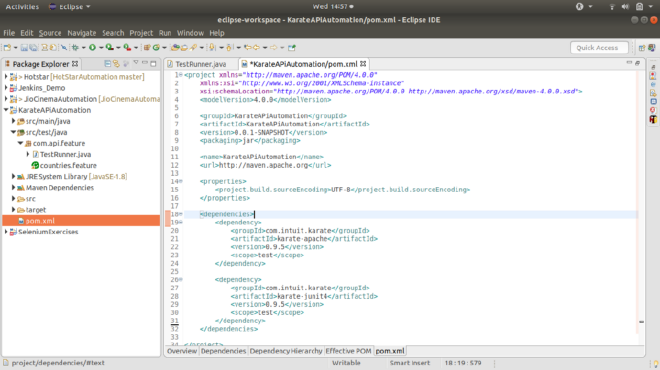 Activities
Eclipse
Wed 14:57
eclipse-workspace - KarateAPiAutomation/pom.xml - Eclipse IDE
File Edit Source Refactor Navigate Search Project Run Window Help
Quick Access
Package Explorer
TestRunner.java
*KarateAPiAutomation/pom.xml
Hotstar [HotStarAutomation master]
Jenkins_Demo
> JioCinemaAutomation [JioCinemaAutoma
KarateAPiAutomation
src/main/java
src/test/java
com.api.feature
TestRunner.java
countries.feature
JRE System Library [JavaSE-1.8]
Maven Dependencies
src
target
pom.xml
SeleniumExercises
1 <project xmlns="http://maven.apache.org/POM/4.0.0"
2 xmlns:xsi="http://www.w3.org/2001/XMLSchema-instance"
3 xsi:schemaLocation="http://maven.apache.org/POM/4.0.0 http://maven.apache.org/xsd/maven-4.0.0.xsd">
4 <modelVersion>4.0.0</modelVersion>
5
6 <groupId>KarateAPiAutomation</groupId>
7 <artifactId>KarateAPiAutomation</artifactId>
8 <version>0.0.1-SNAPSHOT</version>
9 <packaging>jar</packaging>
10
11 <name>KarateAPiAutomation</name>
12 <url>http://maven.apache.org</url>
13
14 <properties>
15 <project.build.sourceEncoding>UTF-8</project.build.sourceEncoding>
16 </properties>
17
18 <dependencies>
19 <dependency>
20 <groupId>com.intuit.karate</groupId>
21 <artifactId>karate-apache</artifactId>
22 <version>0.9.5</version>
23 <scope>test</scope>
24 </dependency>
25
26 <dependency>
27 <groupId>com.intuit.karate</groupId>
28 <artifactId>karate-junit4</artifactId>
29 <version>0.9.5</version>
30 <scope>test</scope>
31 </dependency>
32 </dependencies>
33
34 </project>
Overview Dependencies Dependency Hierarchy Effective POM pom.xml
project/dependencies/#text
Writable
Smart Insert
18 : 19 : 579